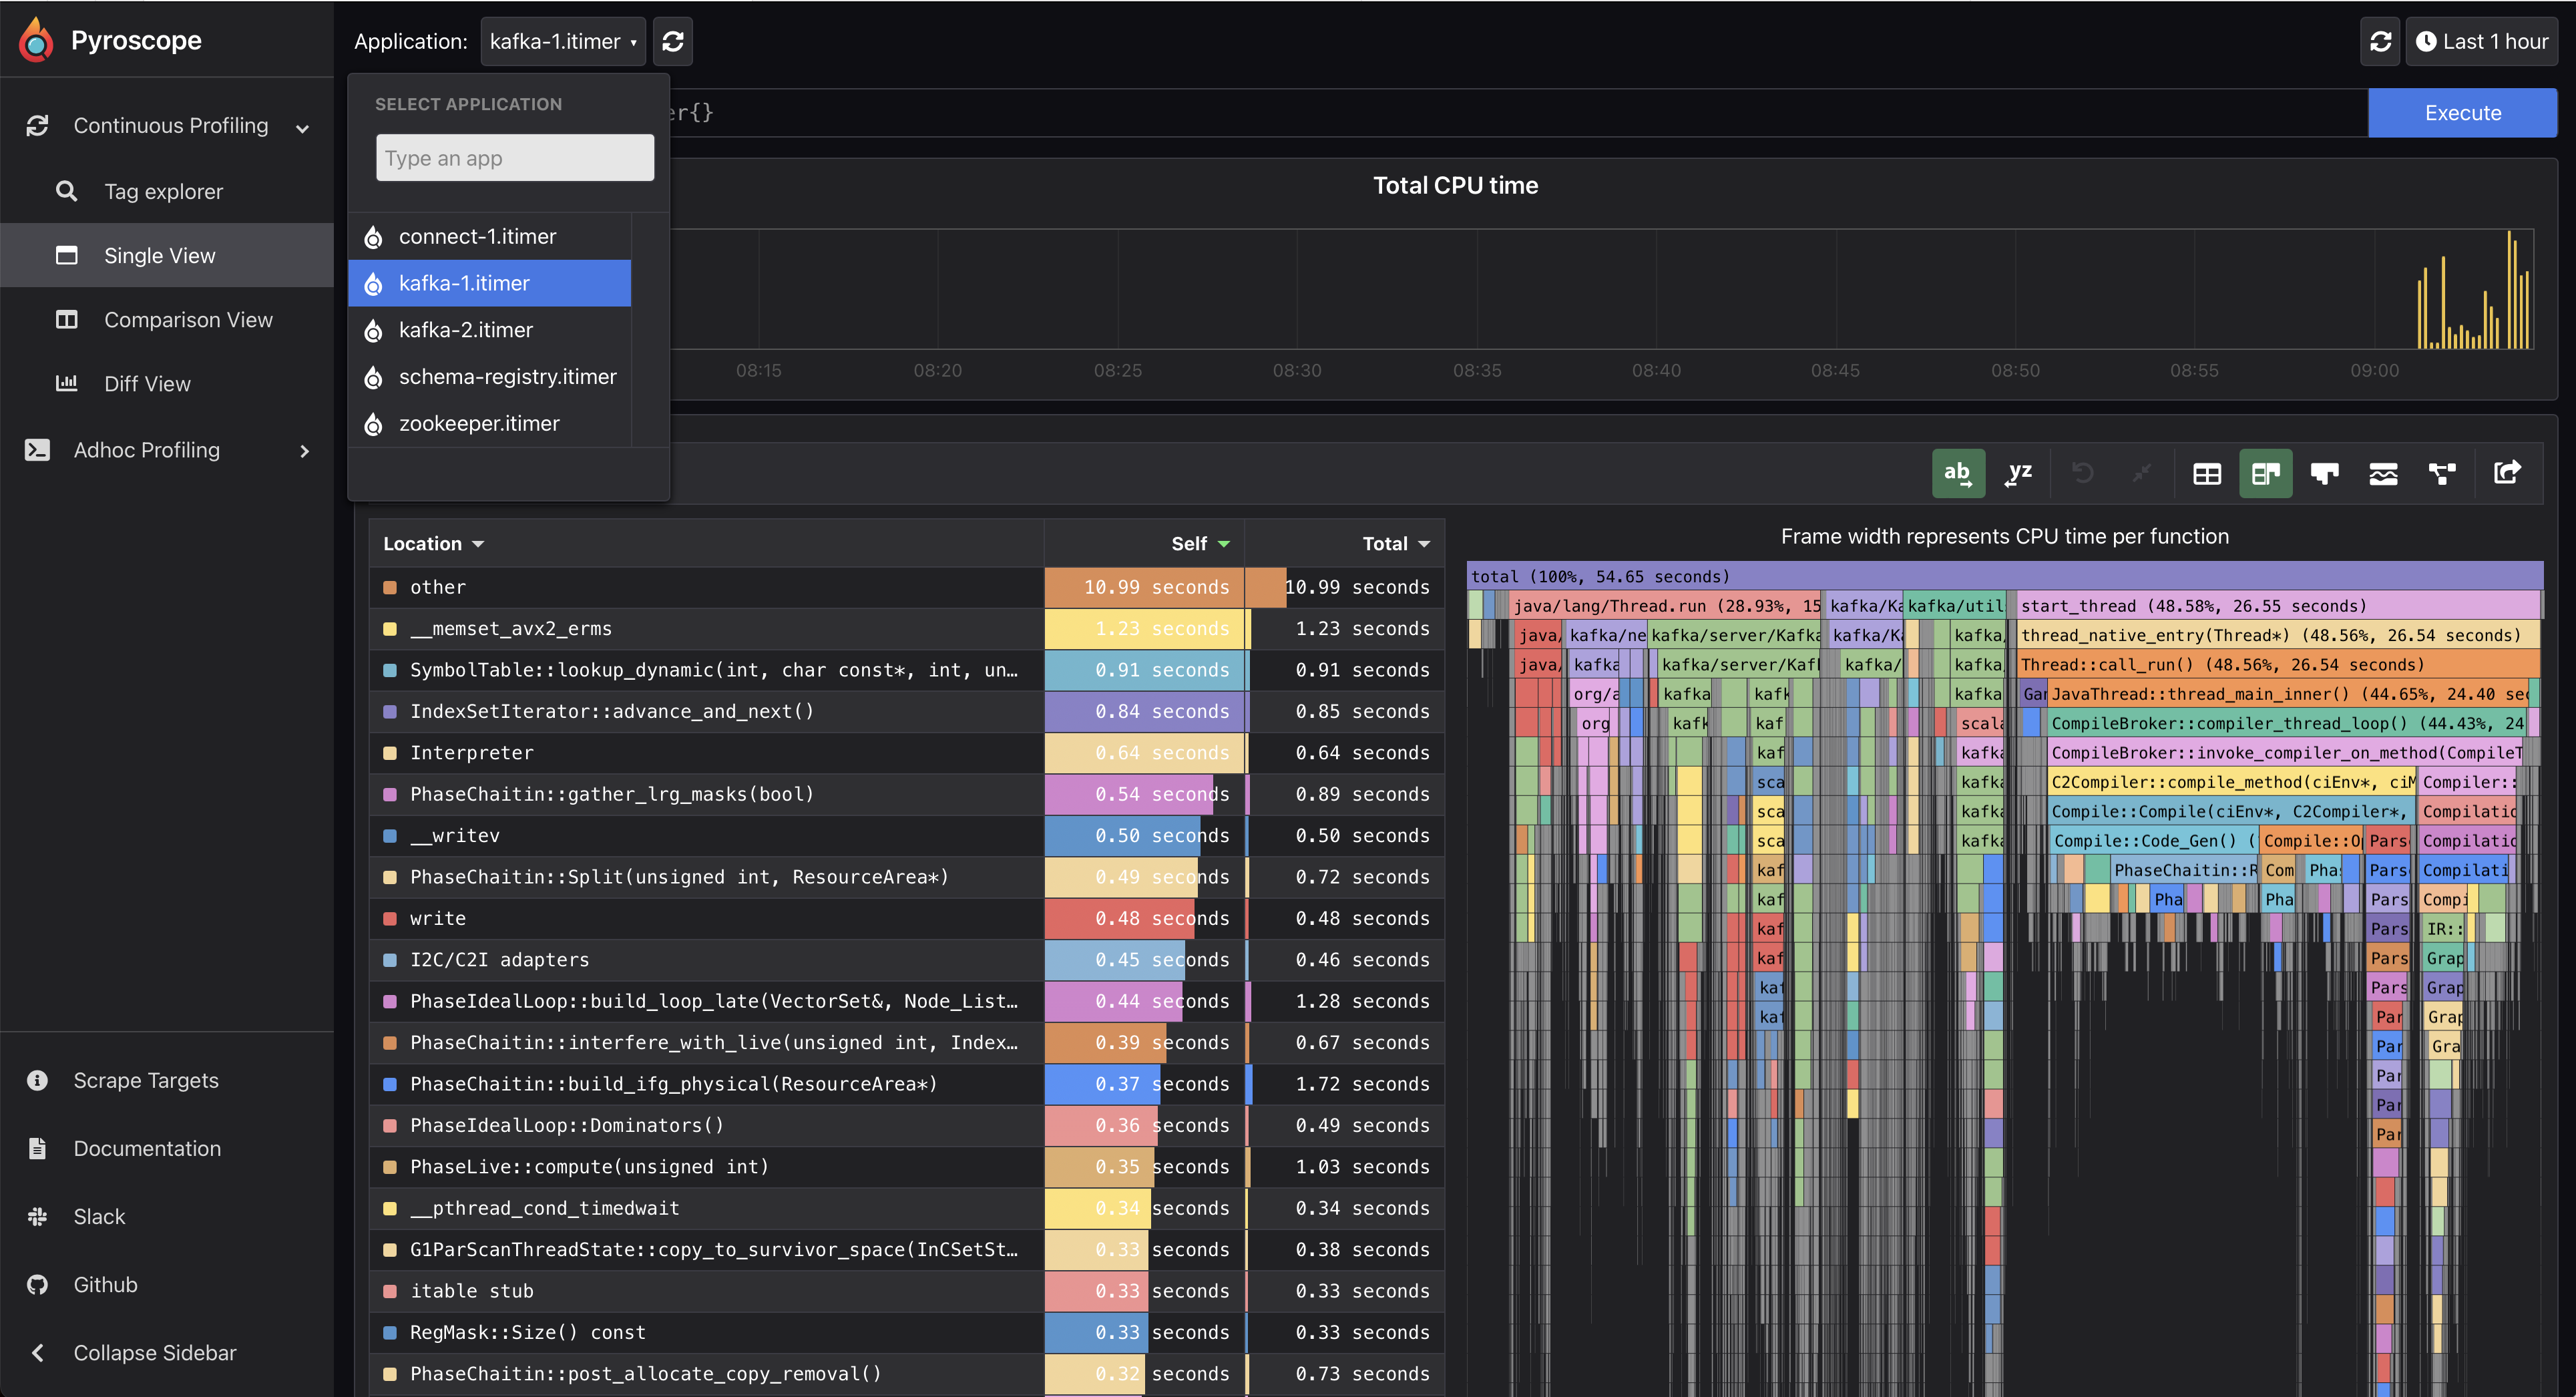 Pyroscope
Application: kafka-1.itimer
Last 1 hour
Continuous Profiling
Tag explorer
Single View
Comparison View
Diff View
Adhoc Profiling
Scrape Targets
Documentation
Slack
Github
Collapse Sidebar
SELECT APPLICATION
Type an app
connect-1.itimer
kafka-1.itimer
kafka-2.itimer
schema-registry.itimer
zookeeper.itimer
er{}
Execute
Total CPU time
08:15 08:20 08:25 08:30 08:35 08:40 08:45 08:50 08:55 09:00
ab yz
Location Self Total
other 10.99 seconds 10.99 seconds
__memset_avx2_erms 1.23 seconds 1.23 seconds
SymbolTable::lookup_dynamic(int, char const*, int, un… 0.91 seconds 0.91 seconds
IndexSetIterator::advance_and_next() 0.84 seconds 0.85 seconds
Interpreter 0.64 seconds 0.64 seconds
PhaseChaitin::gather_lrg_masks(bool) 0.54 seconds 0.89 seconds
__writev 0.50 seconds 0.50 seconds
PhaseChaitin::Split(unsigned int, ResourceArea*) 0.49 seconds 0.72 seconds
write 0.48 seconds 0.48 seconds
I2C/C2I adapters 0.45 seconds 0.46 seconds
PhaseIdealLoop::build_loop_late(VectorSet&, Node_List… 0.44 seconds 1.28 seconds
PhaseChaitin::interfere_with_live(unsigned int, Index… 0.39 seconds 0.67 seconds
PhaseChaitin::build_ifg_physical(ResourceArea*) 0.37 seconds 1.72 seconds
PhaseIdealLoop::Dominators() 0.36 seconds 0.49 seconds
PhaseLive::compute(unsigned int) 0.35 seconds 1.03 seconds
__pthread_cond_timedwait 0.34 seconds 0.34 seconds
G1ParScanThreadState::copy_to_survivor_space(InCSetSt… 0.33 seconds 0.38 seconds
itable stub 0.33 seconds 0.33 seconds
RegMask::Size() const 0.33 seconds 0.33 seconds
PhaseChaitin::post_allocate_copy_removal() 0.32 seconds 0.73 seconds
Frame width represents CPU time per function
total (100%, 54.65 seconds)
java/lang/Thread.run (28.93%, 15 kafka/Ka kafka/util start_thread (48.58%, 26.55 seconds)
java/ kafka/ne kafka/server/Kafka kafka/Ka kafka/ thread_native_entry(Thread*) (48.56%, 26.54 seconds)
java/ kafka kafka/server/Kaf kafka/ kafka/ Thread::call_run() (48.56%, 26.54 seconds)
org/a kafka kafk kafka Gar JavaThread::thread_main_inner() (44.65%, 24.40 sec
org kafk kaf scala CompileBroker::compiler_thread_loop() (44.43%, 24
kaf kafka CompileBroker::invoke_compiler_on_method(CompileT
sca kafka C2Compiler::compile_method(ciEnv*, ciM Compiler::
sca kafka Compile::Compile(ciEnv*, C2Compiler*, Compilatio
sca kafka Compile::Code_Gen() ( Compile::O Pars Compilatio
kaf PhaseChaitin::R Com Pha Pars Compilati
kaf Pha Pha Pars Compi
kaf Pars IR::
kaf Pars Grap
kaf Pars Grap
kaf Par Grap
Par Gra
Par
Par
Par